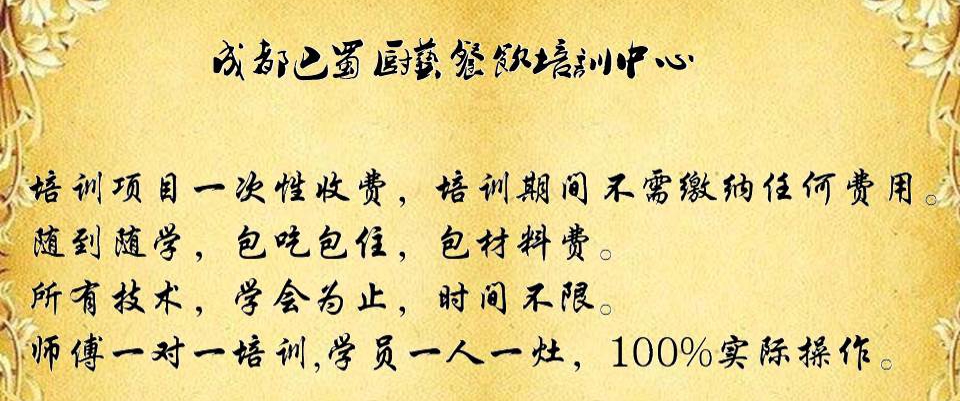 成都巴蜀厨藝餐飲培訓中心
培训项目一次性收费，培训期间不需缴纳任何费用。
随到随学，包吃包住，包材料费。
所有技术，学会为止，时间不限。
师傅一对一培训,学员一人一灶，100%实际操作。